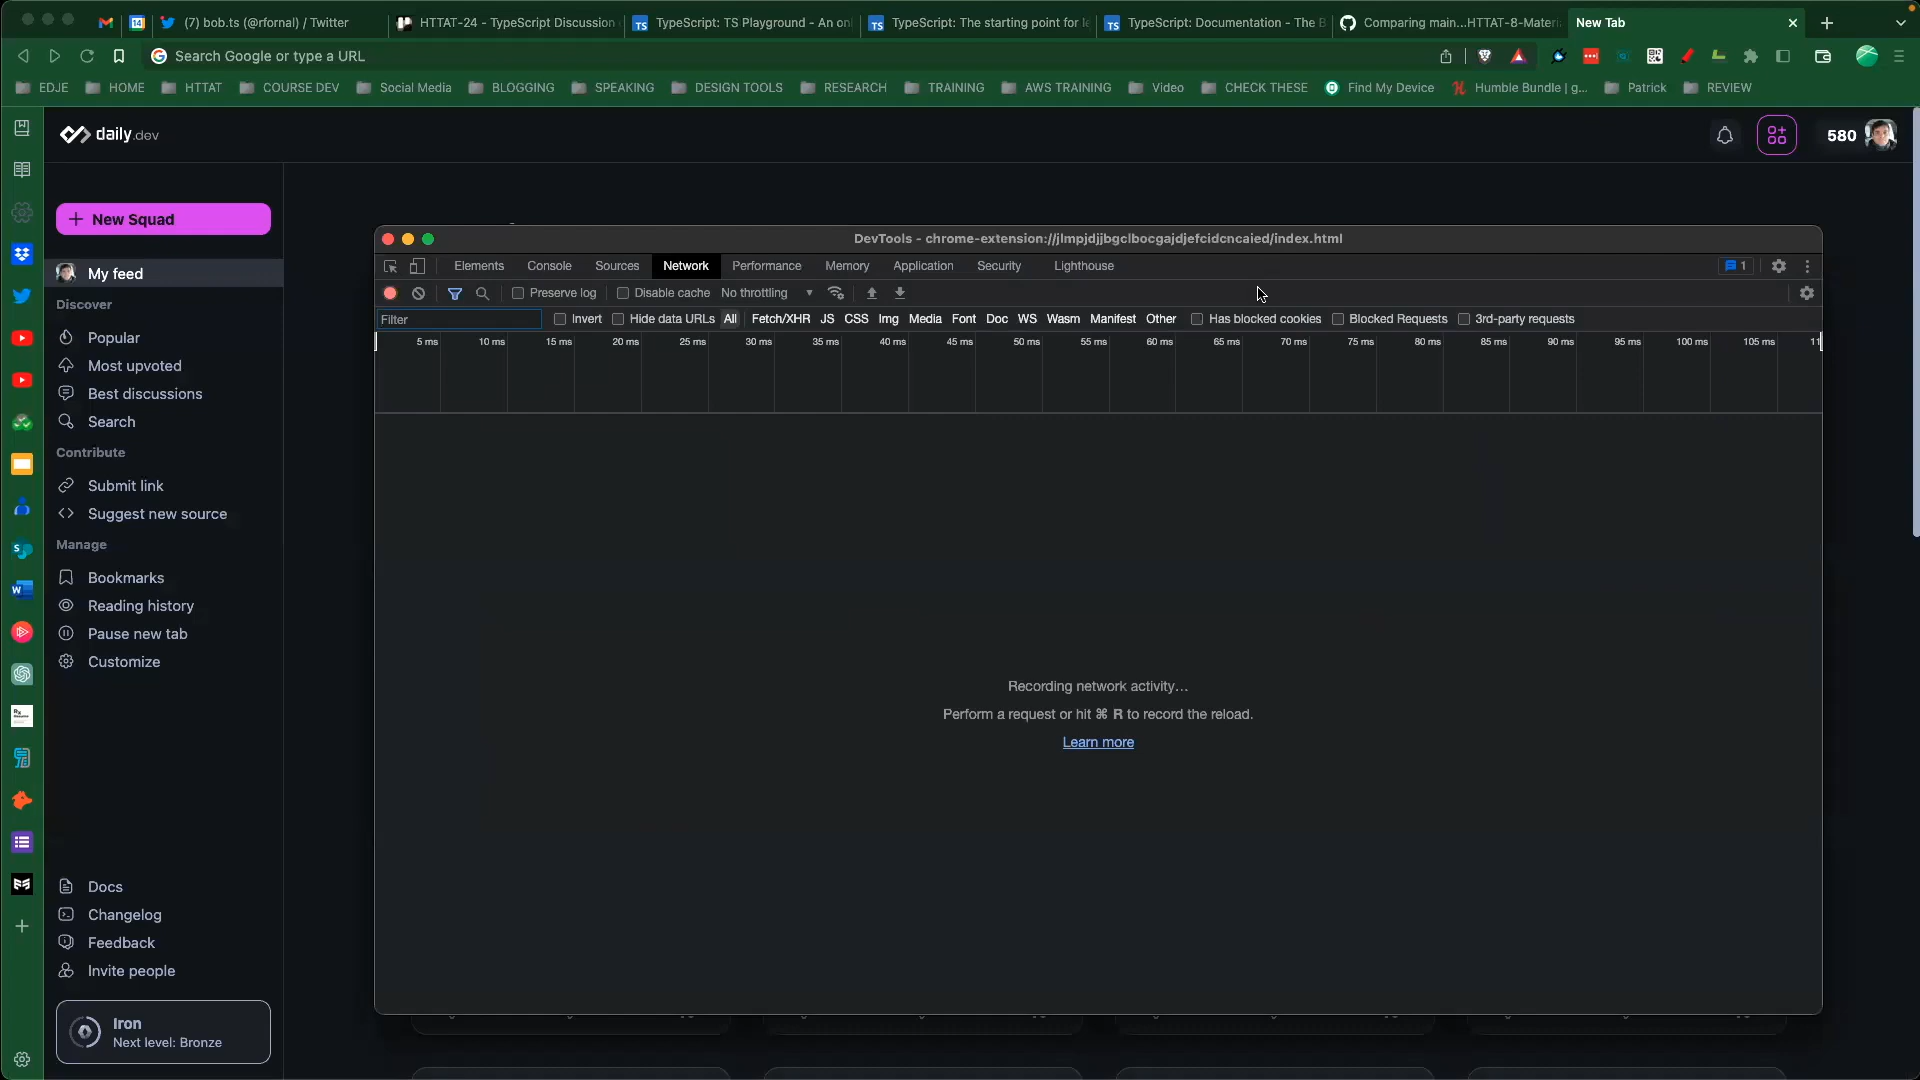 (7) bob.ts (@rfornal) / Twitter
HTTAT-24 - TypeScript Discussion
TypeScript: TS Playground - An onl
TypeScript: The starting point for le
TypeScript: Documentation - The B
Comparing main...HTTAT-8-Materi
New Tab
Search Google or type a URL
EDJE
HOME
HTTAT
COURSE DEV
Social Media
BLOGGING
SPEAKING
DESIGN TOOLS
RESEARCH
TRAINING
AWS TRAINING
Video
CHECK THESE
Find My Device
Humble Bundle | g...
Patrick
REVIEW
daily.dev
580
New Squad
My feed
Discover
Popular
Most upvoted
Best discussions
Search
Contribute
Submit link
Suggest new source
Manage
Bookmarks
Reading history
Pause new tab
Customize
Docs
Changelog
Feedback
Invite people
Iron
Next level: Bronze
DevTools - chrome-extension://jlmpjdjjbgclbocgajdjefcidcncaied/index.html
Elements Console Sources Network Performance Memory Application Security Lighthouse 1
Preserve log Disable cache No throttling
Filter Invert Hide data URLs All Fetch/XHR JS CSS Img Media Font Doc WS Wasm Manifest Other Has blocked cookies Blocked Requests 3rd-party requests
5 ms 10 ms 15 ms 20 ms 25 ms 30 ms 35 ms 40 ms 45 ms 50 ms 55 ms 60 ms 65 ms 70 ms 75 ms 80 ms 85 ms 90 ms 95 ms 100 ms 105 ms 11
Recording network activity…
Perform a request or hit ⌘ R to record the reload.
Learn more